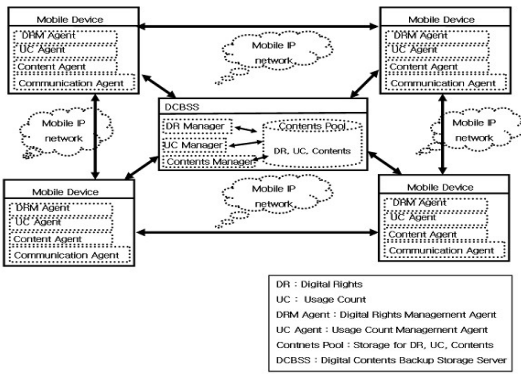 Mobile Device
DRM Agent
UC Agent
Content Agent
Communication Agent
Mobile IP
network
Mobile Device
DRM Agent
UC Agent
Content Agent
Communication Agent
Mobile IP
network
DCBSS
DR Manager
UC Manager
Contents Manager
Contents Pool
DR, UC, Contents
Mobile IP
network
Mobile Device
DRM Agent
UC Agent
Content Agent
Communication Agent
Mobile IP
network
Mobile Device
DRM Agent
UC Agent
Content Agent
Communication Agent
DR : Digital Rights
UC : Usage Count
DRM Agent : Digital Rights Management Agent
UC Agent : Usage Count Management Agent
Contnets Pool : Storage for DR, UC, Contents
DCBSS : Digital Contents Backup Storage Server